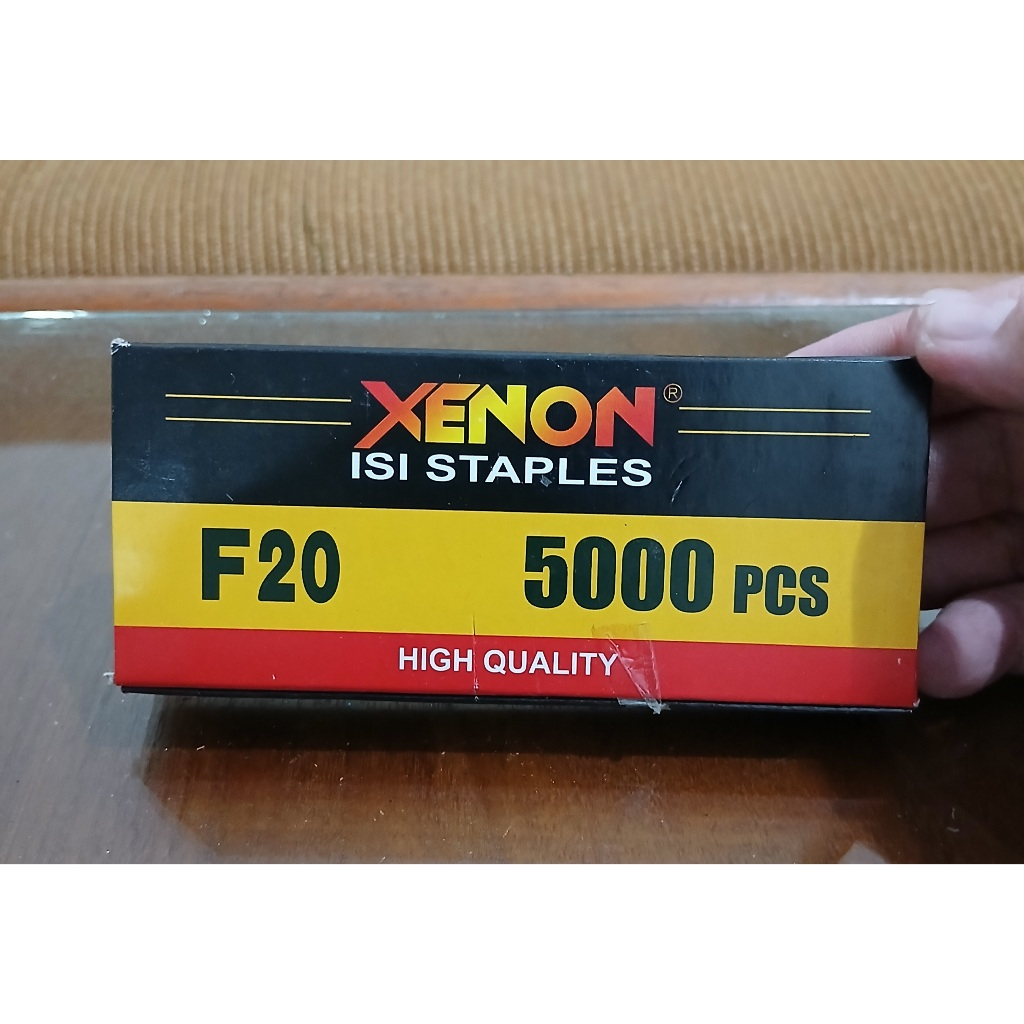 XENON®
ISI STAPLES
F20 5000 PCS
HIGH QUALITY